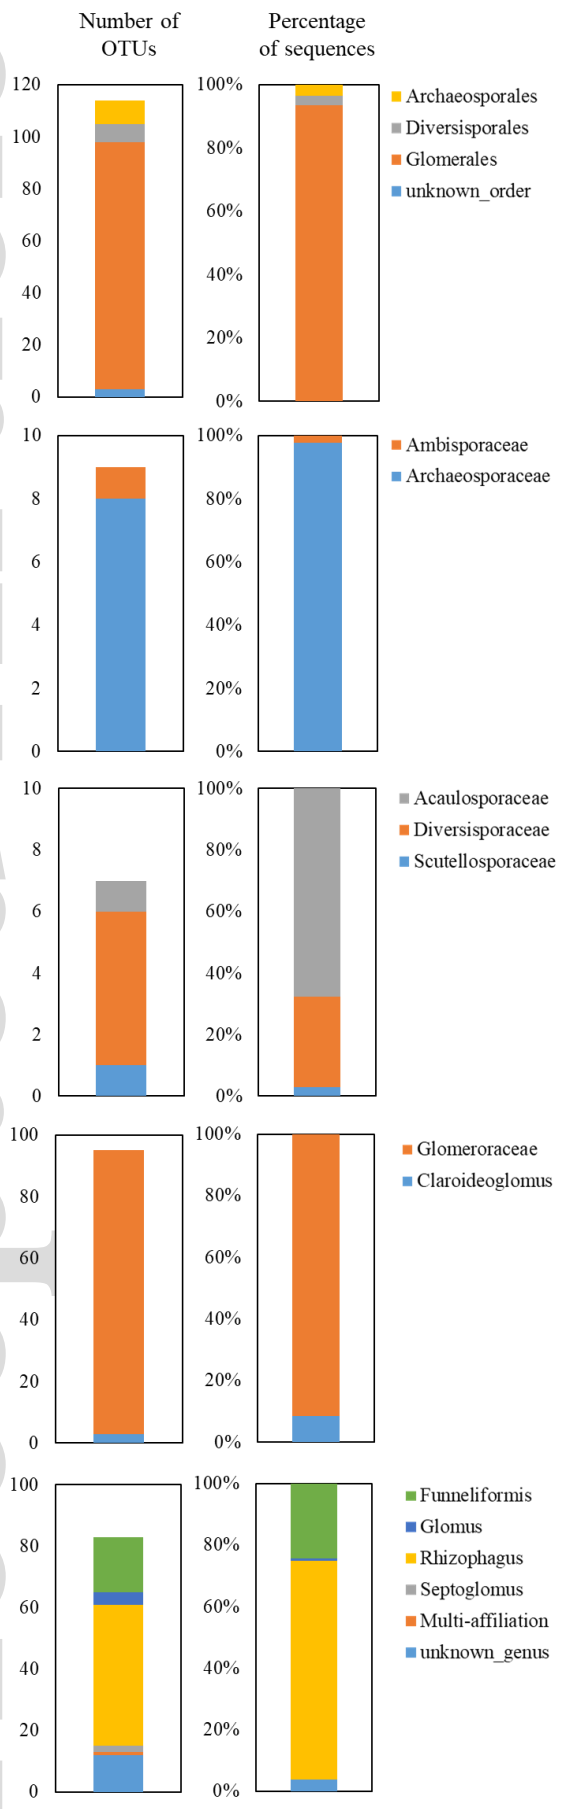 Number of
OTUs
Percentage
of sequences
120
100
80
60
40
20
0
100%
80%
60%
40%
20%
0%
Archaeosporales
Diversisporales
Glomerales
unknown_order
10
8
6
4
2
0
100%
80%
60%
40%
20%
0%
Ambisporaceae
Archaeosporaceae
10
8
6
4
2
0
100%
80%
60%
40%
20%
0%
Acaulosporaceae
Diversisporaceae
Scutellosporaceae
100
80
60
40
20
0
100%
80%
60%
40%
20%
0%
Glomeroraceae
Claroideoglomus
100
80
60
40
20
0
100%
80%
60%
40%
20%
0%
Funneliformis
Glomus
Rhizophagus
Septoglomus
Multi-affiliation
unknown_genus